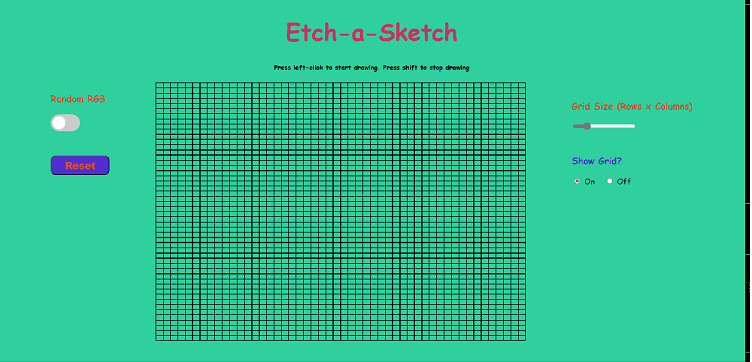 Etch-a-Sketch
Press left-click to start drawing. Press shift to stop drawing
Random RGB
Grid Size (Rows x Columns)
Reset
Show Grid?
On Off